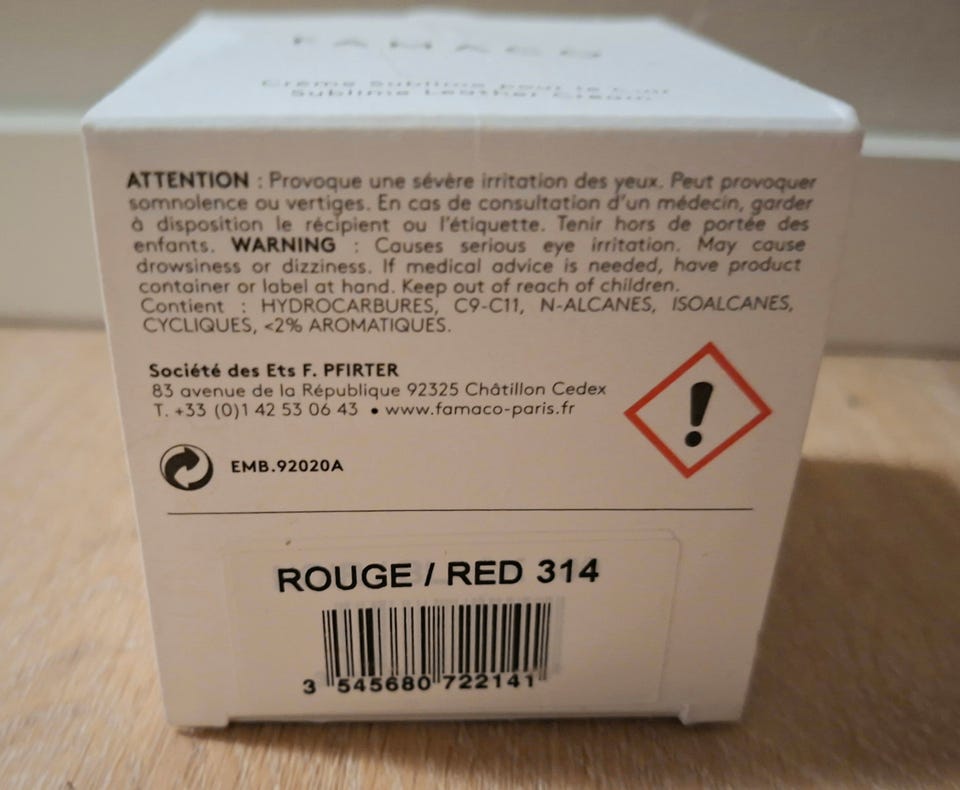 FAMACO
Crème Sublime pour le Cuir
Sublime Leather Cream
ATTENTION : Provoque une sévère irritation des yeux. Peut provoquer
somnolence ou vertiges. En cas de consultation d'un médecin, garder
à disposition le récipient ou l'étiquette. Tenir hors de portée des
enfants. WARNING : Causes serious eye irritation. May cause
drowsiness or dizziness. If medical advice is needed, have product
container or label at hand. Keep out of reach of children.
Contient : HYDROCARBURES, C9-C11, N-ALCANES, ISOALCANES,
CYCLIQUES, <2% AROMATIQUES.
Société des Ets F. PFIRTER
83 avenue de la République 92325 Châtillon Cedex
T. +33 (0)1 42 53 06 43 • www.famaco-paris.fr
EMB.92020A
ROUGE / RED 314
3 545680 722141